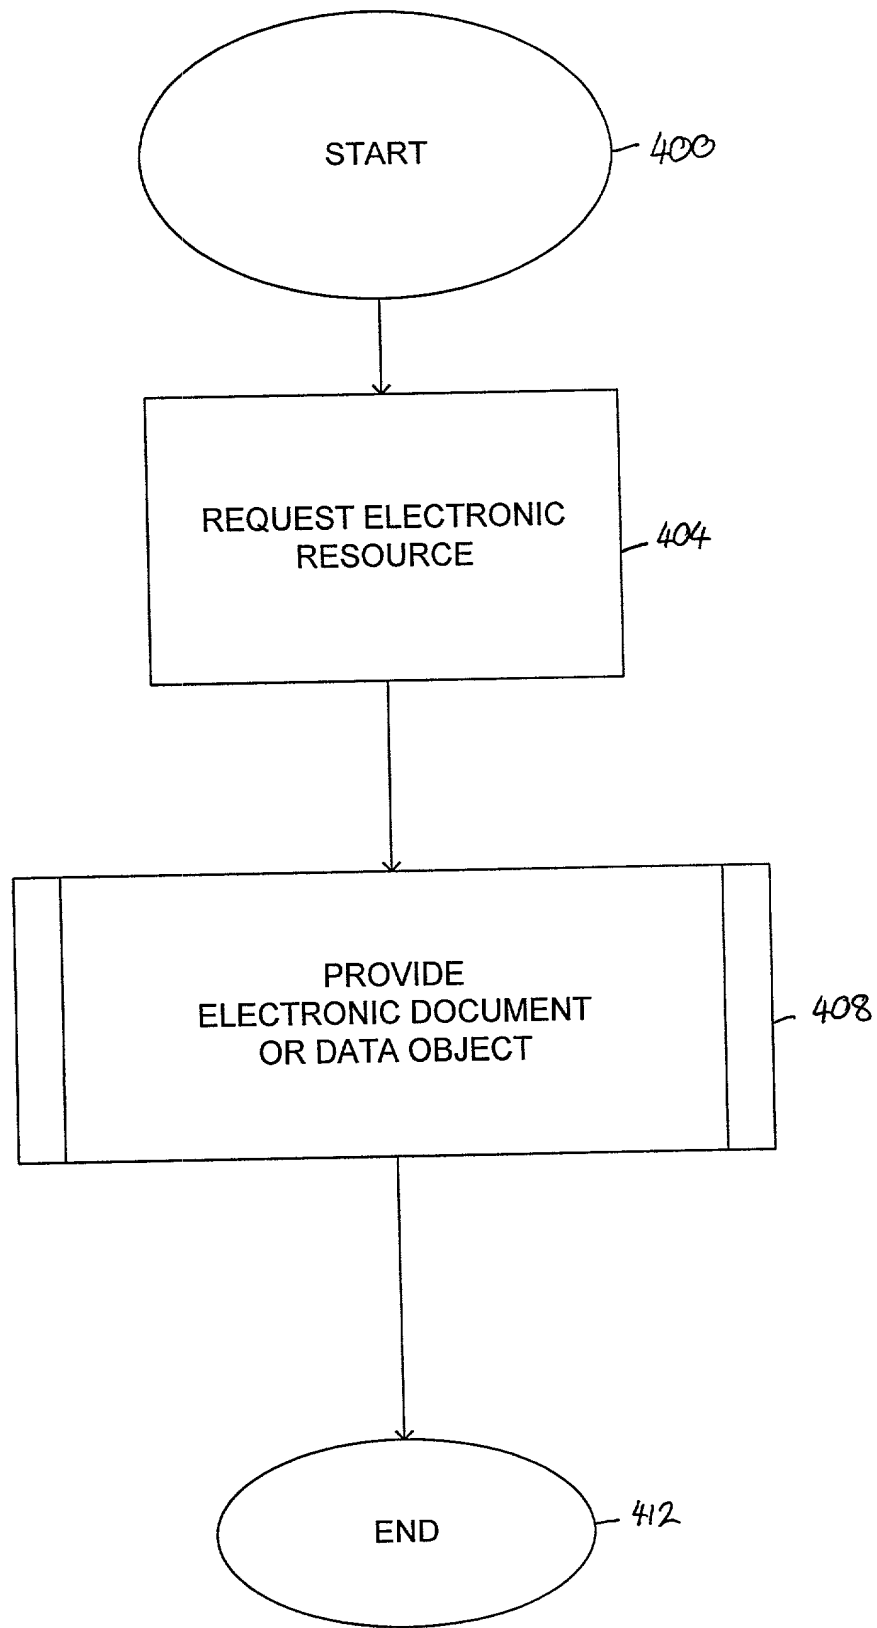 START
400
REQUEST ELECTRONIC
RESOURCE
404
PROVIDE
ELECTRONIC DOCUMENT
OR DATA OBJECT
408
END
412